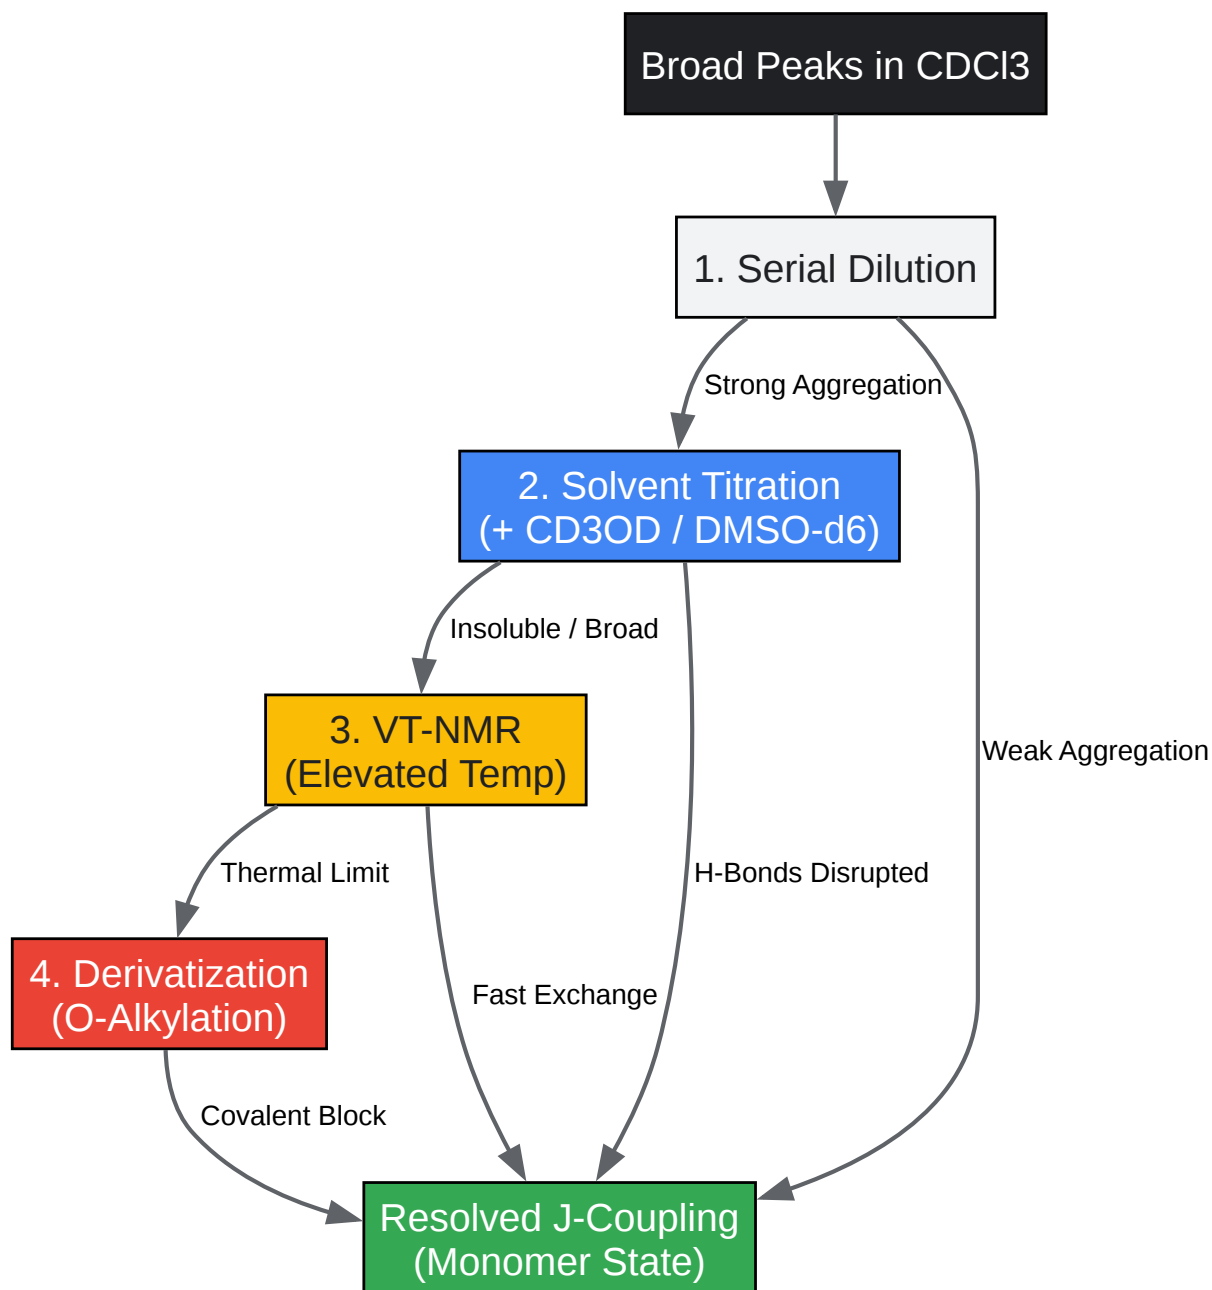 Broad Peaks in CDCl3
1. Serial Dilution
Strong Aggregation
2. Solvent Titration
(+ CD3OD / DMSO-d6)
Insoluble / Broad
3. VT-NMR
(Elevated Temp)
Weak Aggregation
Thermal Limit
H-Bonds Disrupted
4. Derivatization
(O-Alkylation)
Fast Exchange
Covalent Block
Resolved J-Coupling
(Monomer State)